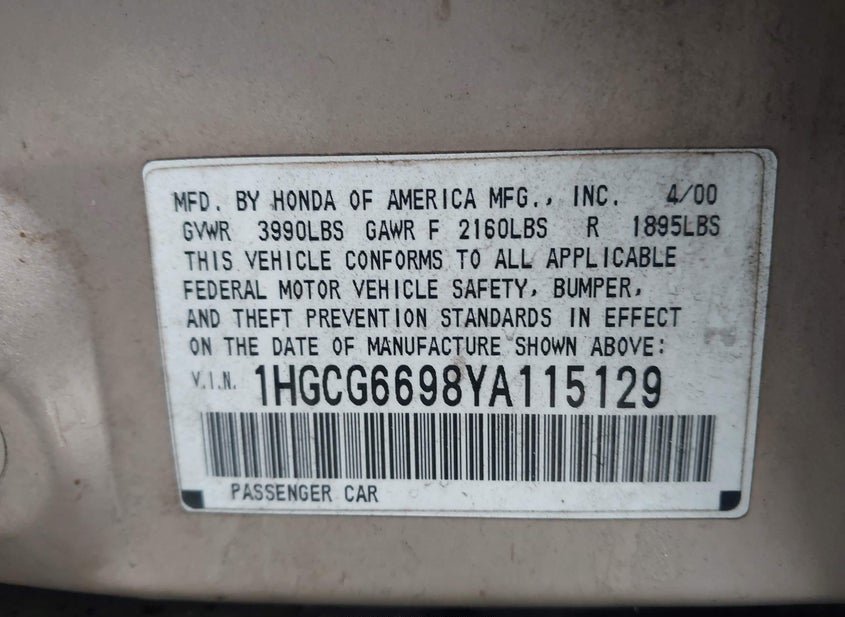 MFD. BY HONDA OF AMERICA MFG., INC. 4/00
GVWR 3990LBS GAWR F 2160LBS R 1895LBS
THIS VEHICLE CONFORMS TO ALL APPLICABLE
FEDERAL MOTOR VEHICLE SAFETY, BUMPER,
AND THEFT PREVENTION STANDARDS IN EFFECT
ON THE DATE OF MANUFACTURE SHOWN ABOVE:
V.I.N. 1HGCG6698YA115129
PASSENGER CAR